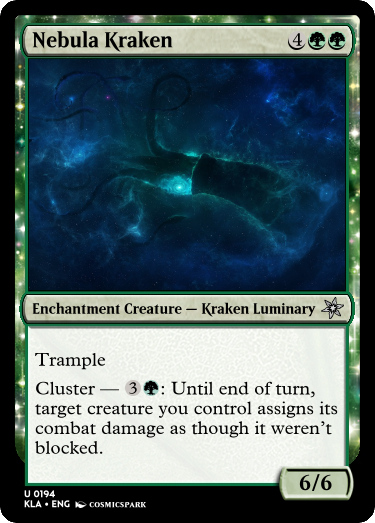 Nebula Kraken 4
Enchantment Creature — Kraken Luminary
Trample
Cluster — 3: Until end of turn,
target creature you control assigns its
combat damage as though it weren't
blocked.
6/6
U 0194
KLA • ENG COSMICSPARK